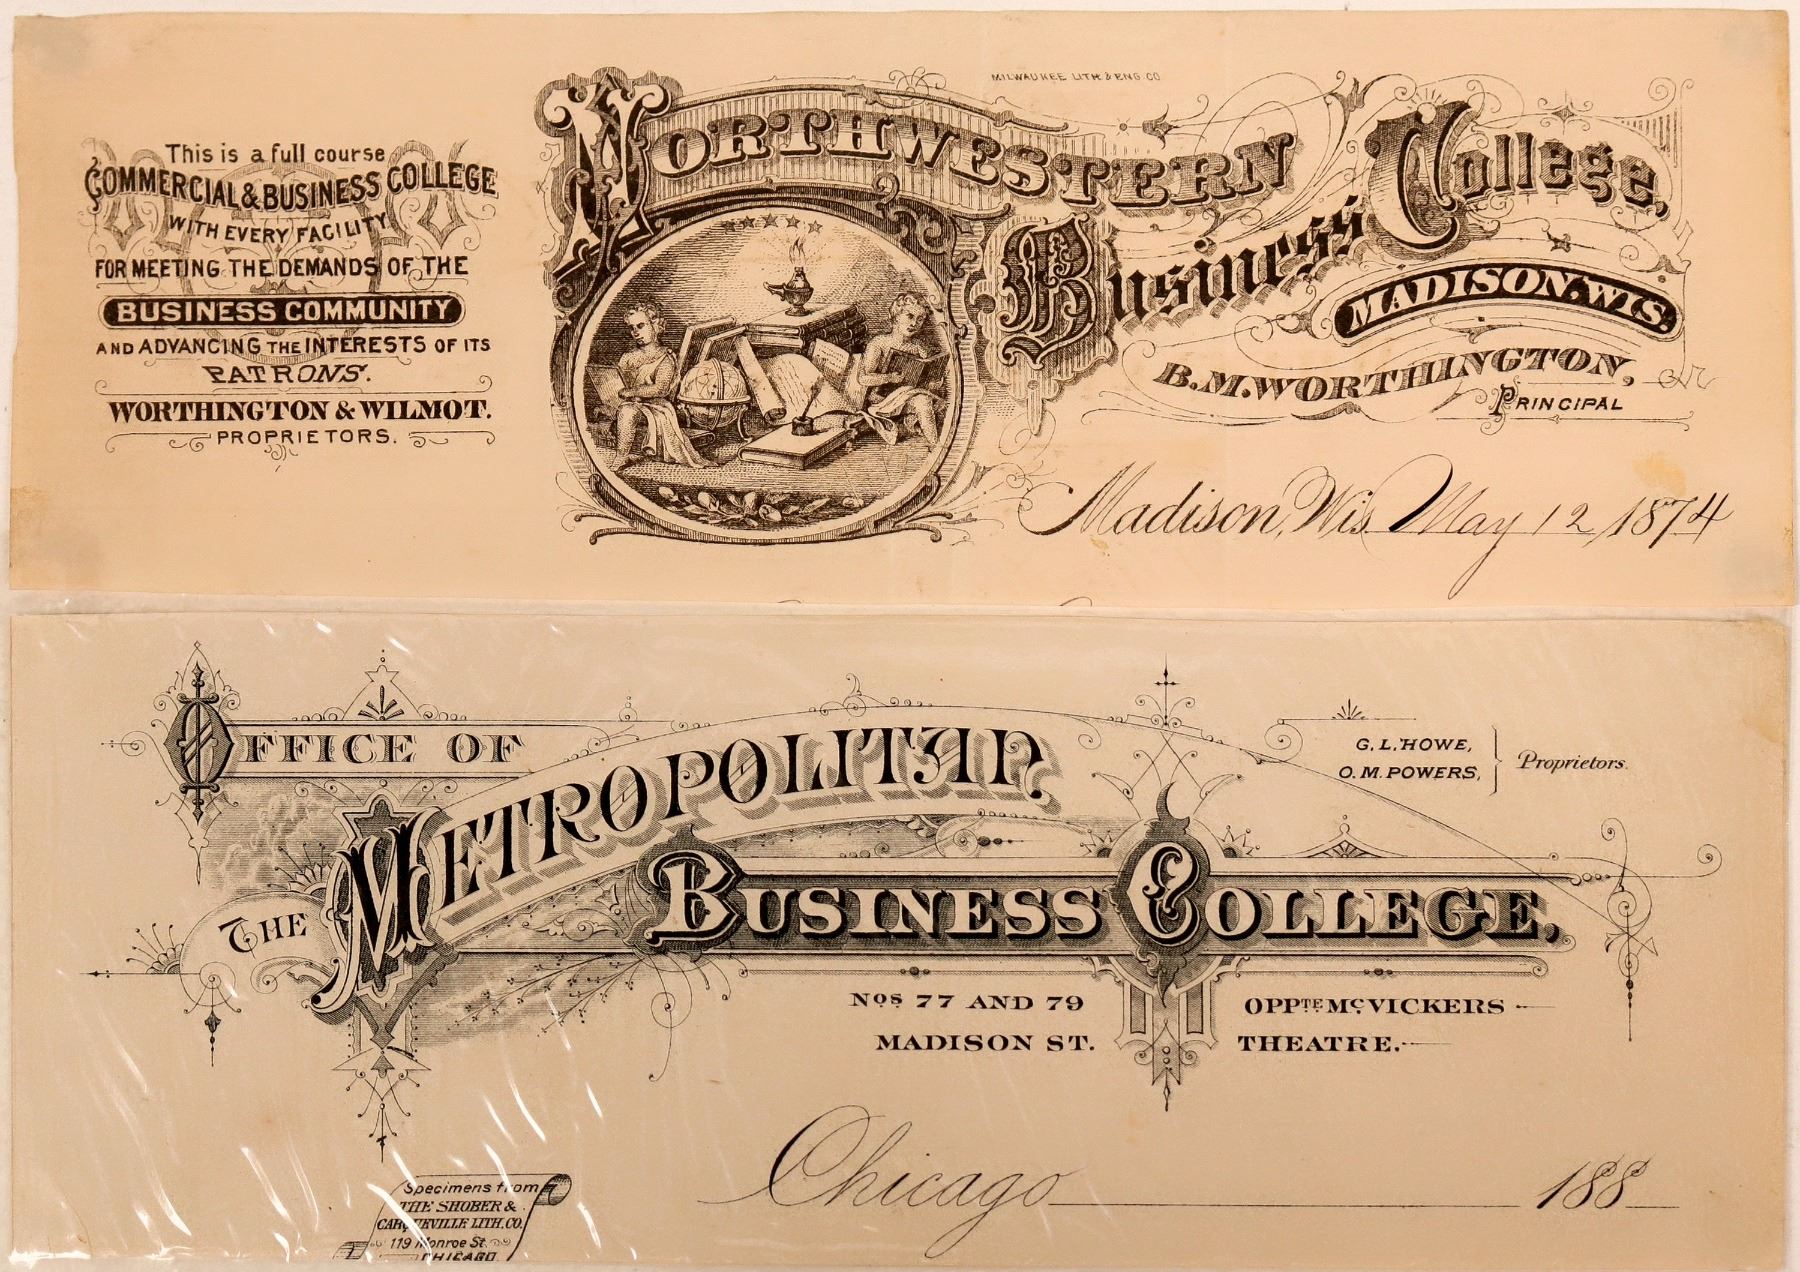 MILWAUKEE LITH & ENG. CO
This is a full course
COMMERCIAL & BUSINESS COLLEGE
WITH EVERY FACILITY
FOR MEETING THE DEMANDS OF THE
BUSINESS COMMUNITY
AND ADVANCING THE INTERESTS OF ITS
PATRONS.
WORTHINGTON & WILMOT.
PROPRIETORS.
NORTHWESTERN
Business College,
MADISON, WIS.
B. M. WORTHINGTON,
PRINCIPAL
Madison, Wis. May 12, 1874
OFFICE OF
THE METROPOLITAN
BUSINESS COLLEGE,
G. L. HOWE,
O. M. POWERS,
Proprietors.
Nos 77 AND 79
MADISON ST.
OPPTE McVICKERS
THEATRE.
Chicago 188
Specimens from
THE SHOBER &
CARQUEVILLE LITH. CO.
119 Monroe St.
CHICAGO.